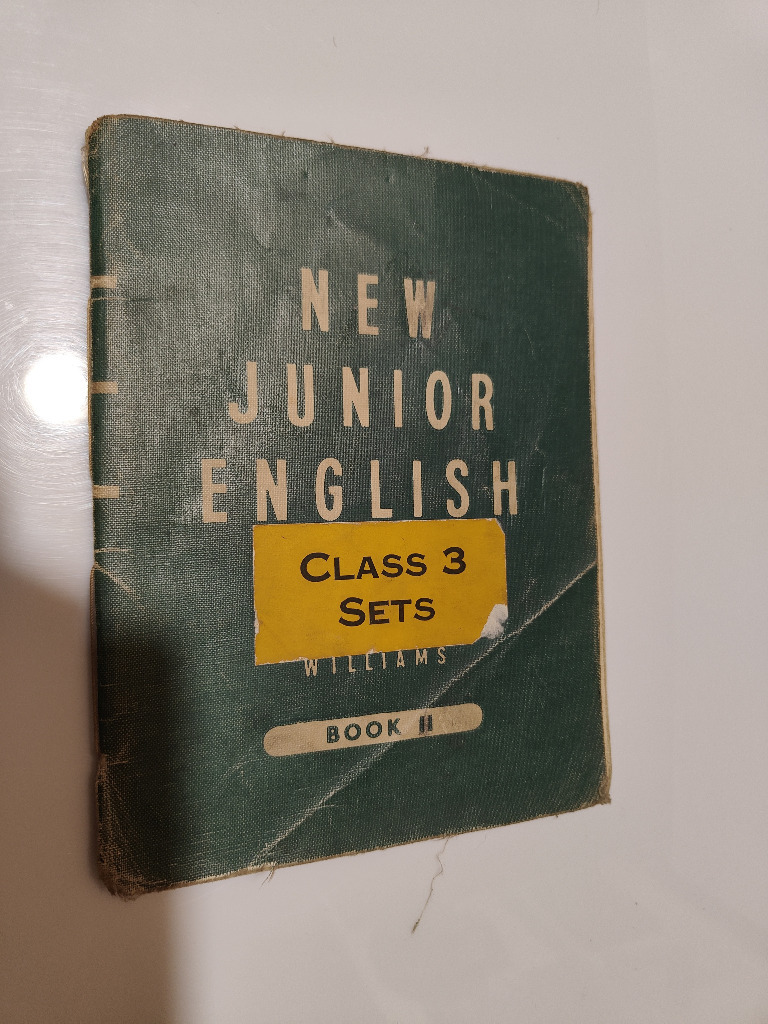 NEW
JUNIOR
ENGLISH
CLASS 3
SETS
WILLIAMS
BOOK II